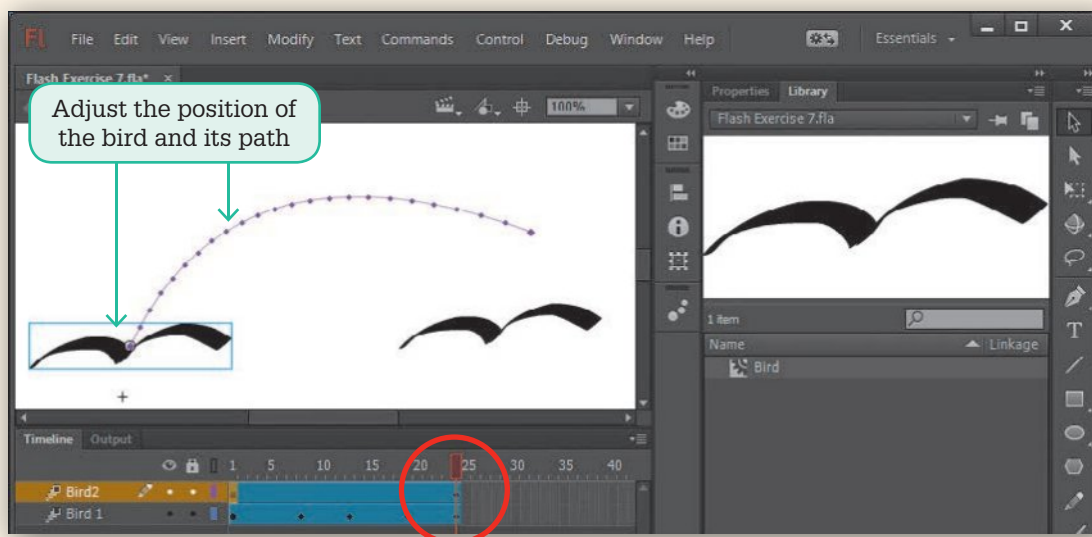 Fl File Edit View Insert Modify Text Commands Control Debug Window Help Essentials X
Flash Exercise 7.fla* ×
Adjust the position of
the bird and its path
100%
Properties Library
Flash Exercise 7.fla
1 item
Name Linkage
Bird
Timeline Output
1 5 10 15 20 25 30 35 40
Bird2
Bird 1